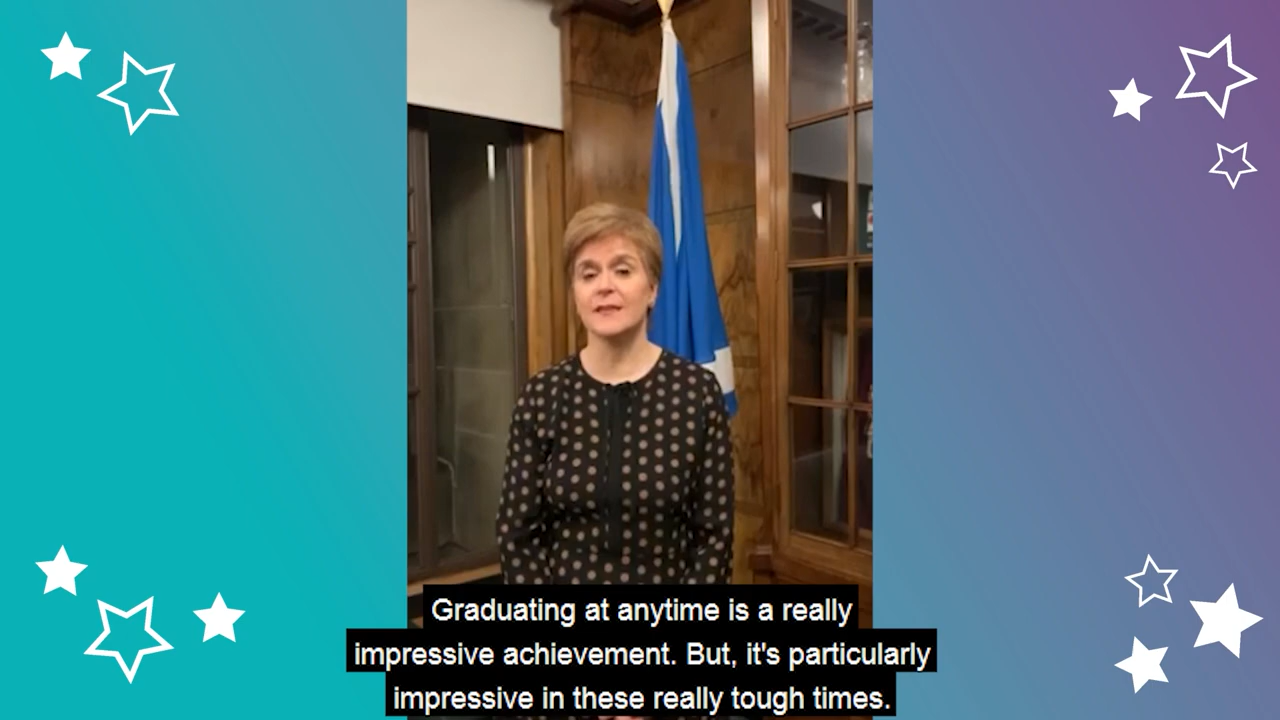 Graduating at anytime is a really
impressive achievement. But, it's particularly
impressive in these really tough times.